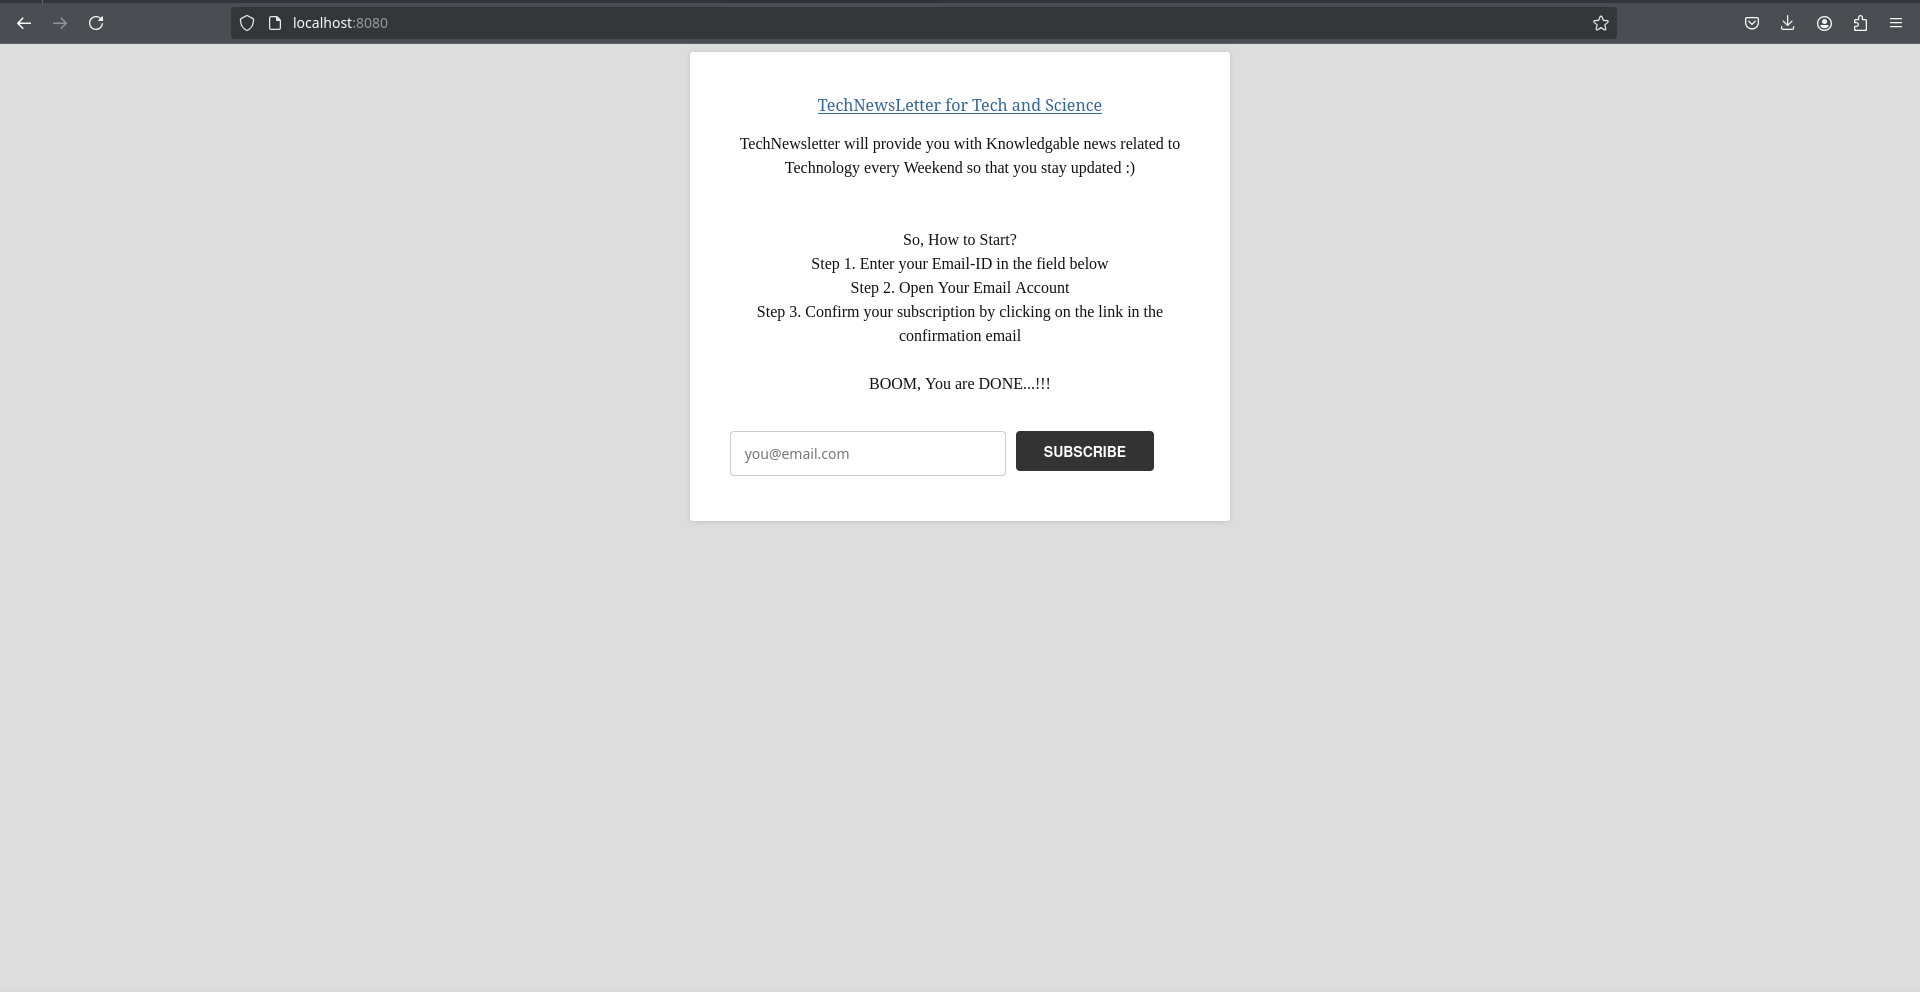 localhost:8080
TechNewsLetter for Tech and Science
TechNewsletter will provide you with Knowledgable news related to
Technology every Weekend so that you stay updated :)
So, How to Start?
Step 1. Enter your Email-ID in the field below
Step 2. Open Your Email Account
Step 3. Confirm your subscription by clicking on the link in the
confirmation email
BOOM, You are DONE...!!!
you@email.com
SUBSCRIBE